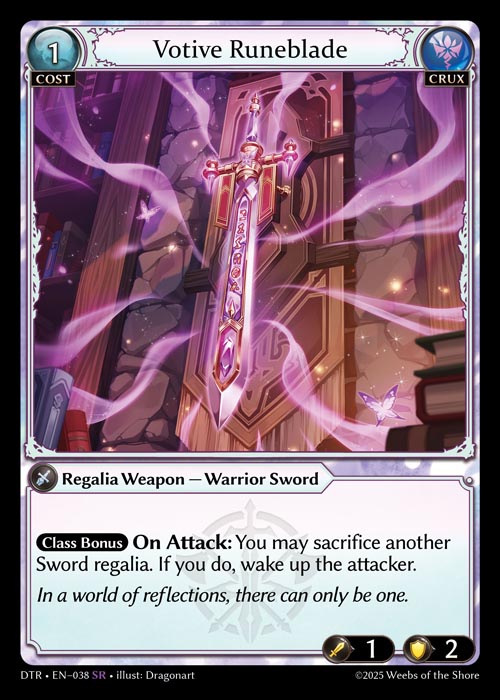 1
Votive Runeblade
COST
CRUX
Regalia Weapon — Warrior Sword
Class Bonus On Attack: You may sacrifice another
Sword regalia. If you do, wake up the attacker.
In a world of reflections, there can only be one.
1
2
DTR • EN–038 SR • illust: Dragonart
©2025 Weebs of the Shore